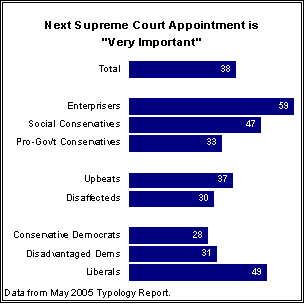 Next Supreme Court Appointment is
"Very Important"
Total 38
Enterprisers 59
Social Conservatives 47
Pro-Gov't Conservatives 33
Upbeats 37
Disaffecteds 30
Conservative Democrats 28
Disadvantaged Dems 31
Liberals 49
Data from May 2005 Typology Report.